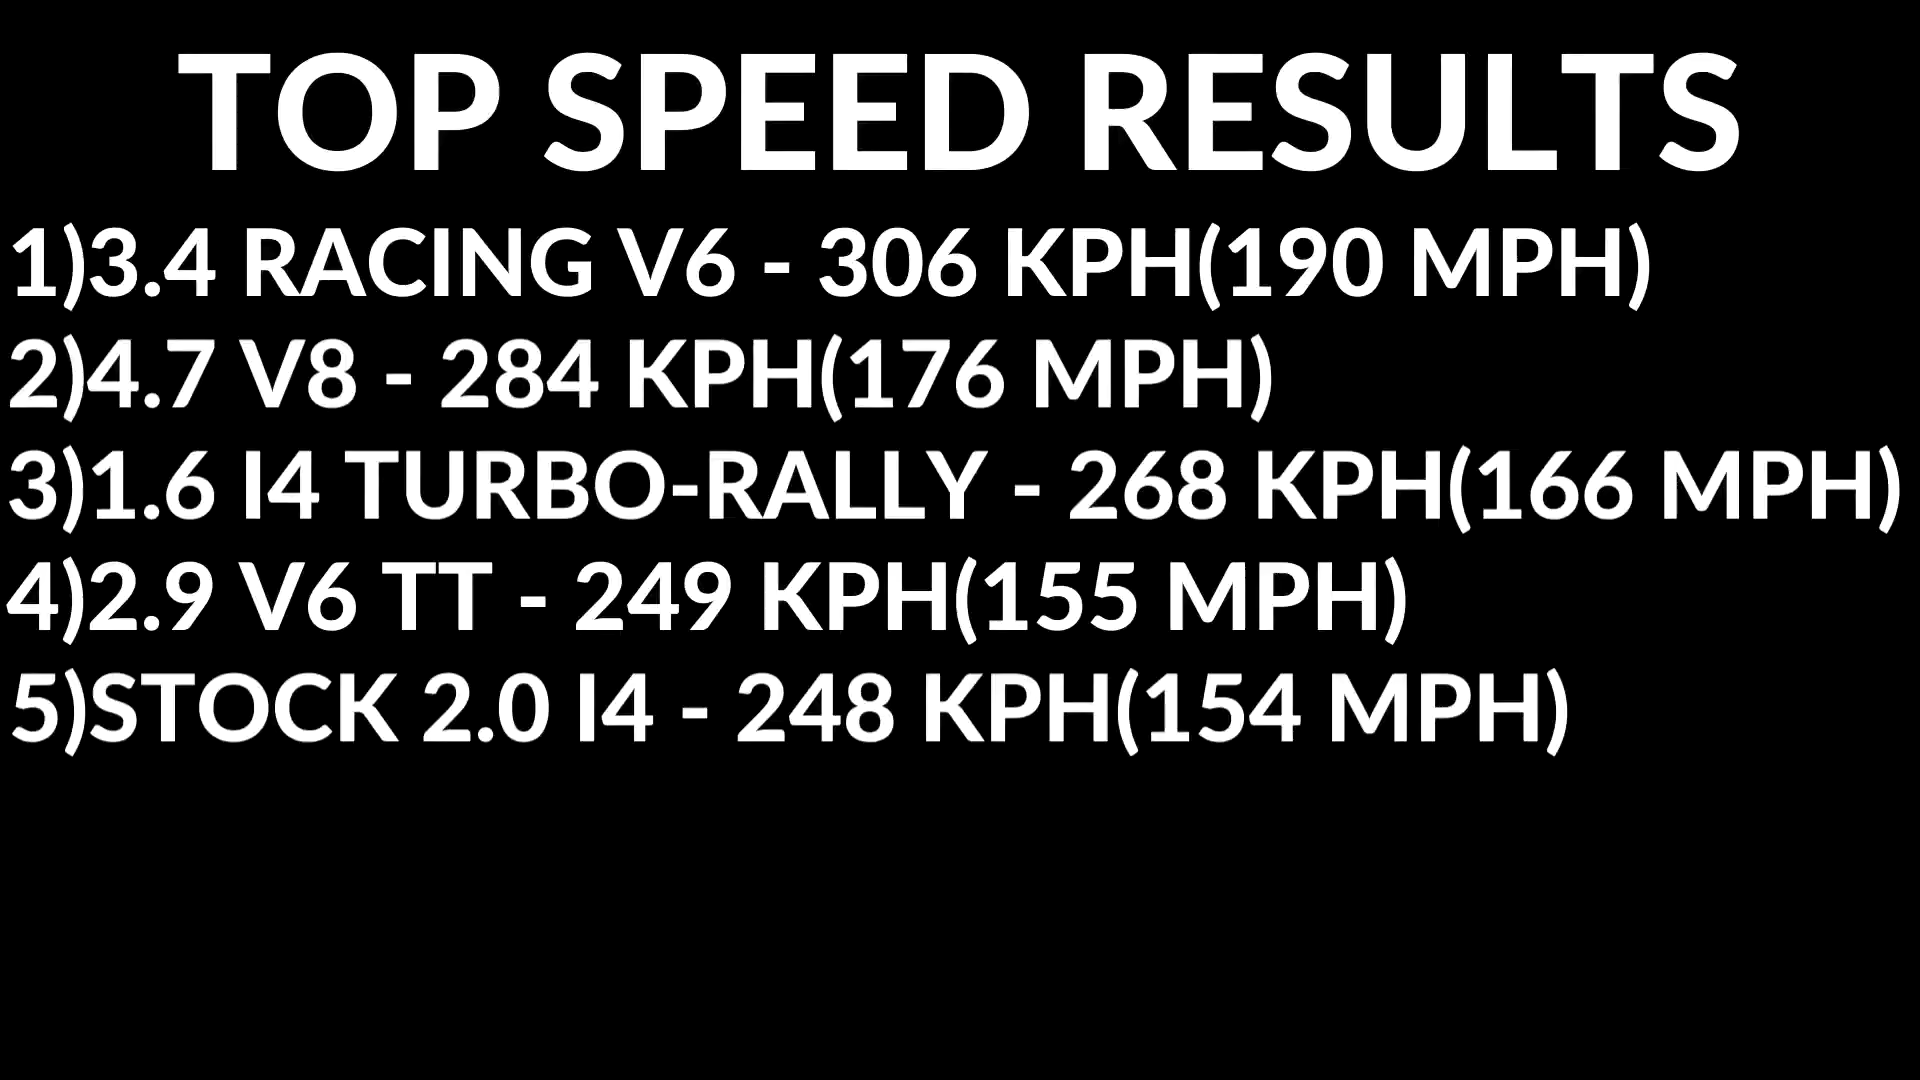 TOP SPEED RESULTS
1)3.4 RACING V6 - 306 KPH(190 MPH)
2)4.7 V8 - 284 KPH(176 MPH)
3)1.6 I4 TURBO-RALLY - 268 KPH(166 MPH)
4)2.9 V6 TT - 249 KPH(155 MPH)
5)STOCK 2.0 I4 - 248 KPH(154 MPH)